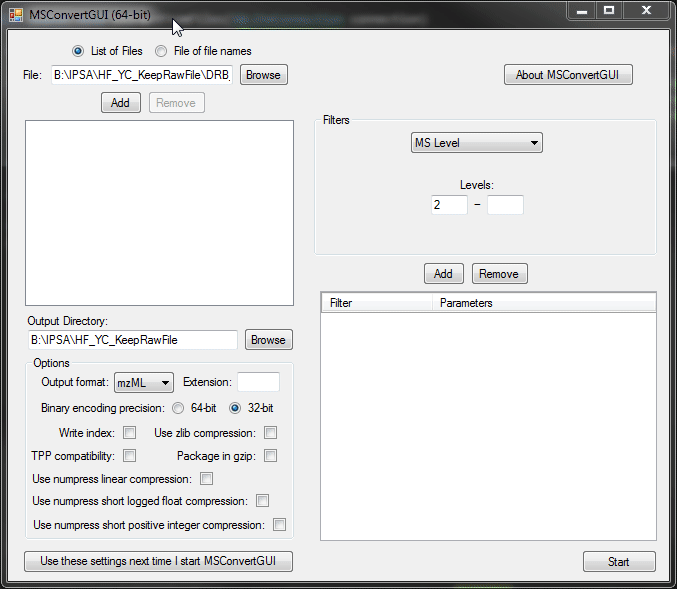 MSConvertGUI (64-bit)
List of Files File of file names
File: B:\IPSA\HF_YC_KeepRawFile\DRB Browse About MSConvertGUI
Add Remove
Filters
MS Level
Levels:
2 –
Add Remove
Filter Parameters
Output Directory:
B:\IPSA\HF_YC_KeepRawFile Browse
Options
Output format: mzML Extension:
Binary encoding precision: 64-bit 32-bit
Write index: Use zlib compression:
TPP compatibility: Package in gzip:
Use numpress linear compression:
Use numpress short logged float compression:
Use numpress short positive integer compression:
Use these settings next time I start MSConvertGUI Start